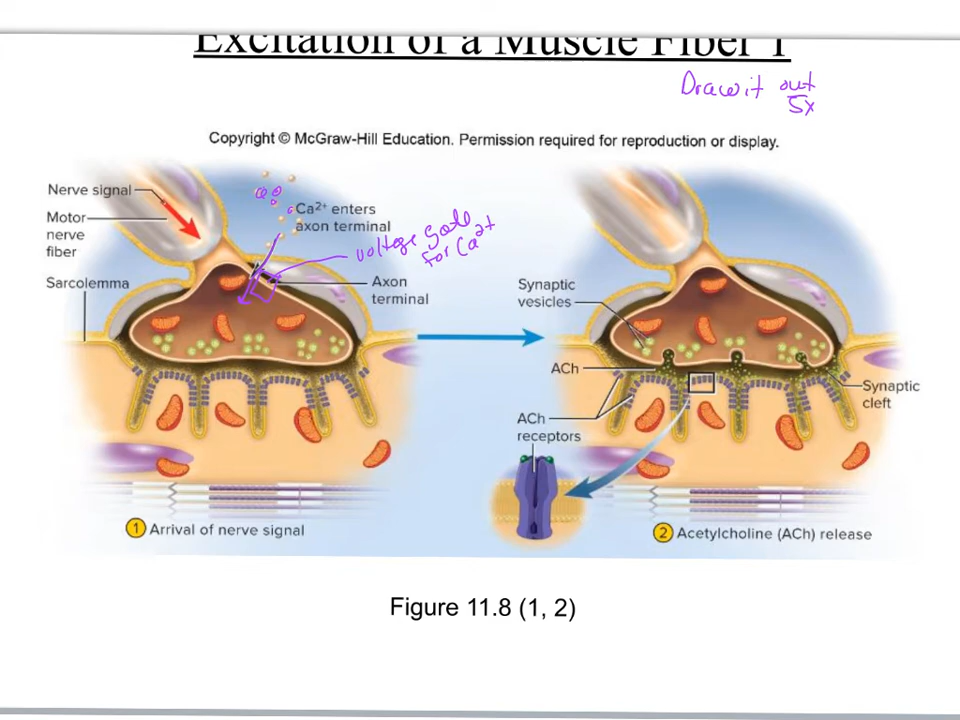 Excitation of a Muscle Fiber 1
Draw it out
5x
Copyright © McGraw-Hill Education. Permission required for reproduction or display.
Nerve signal
Motor
nerve
fiber
Sarcolemma
Ca²⁺ enters
axon terminal
voltage gate
for Ca²⁺
Axon
terminal
Synaptic
vesicles
ACh
ACh
receptors
Synaptic
cleft
1 Arrival of nerve signal
2 Acetylcholine (ACh) release
Figure 11.8 (1, 2)